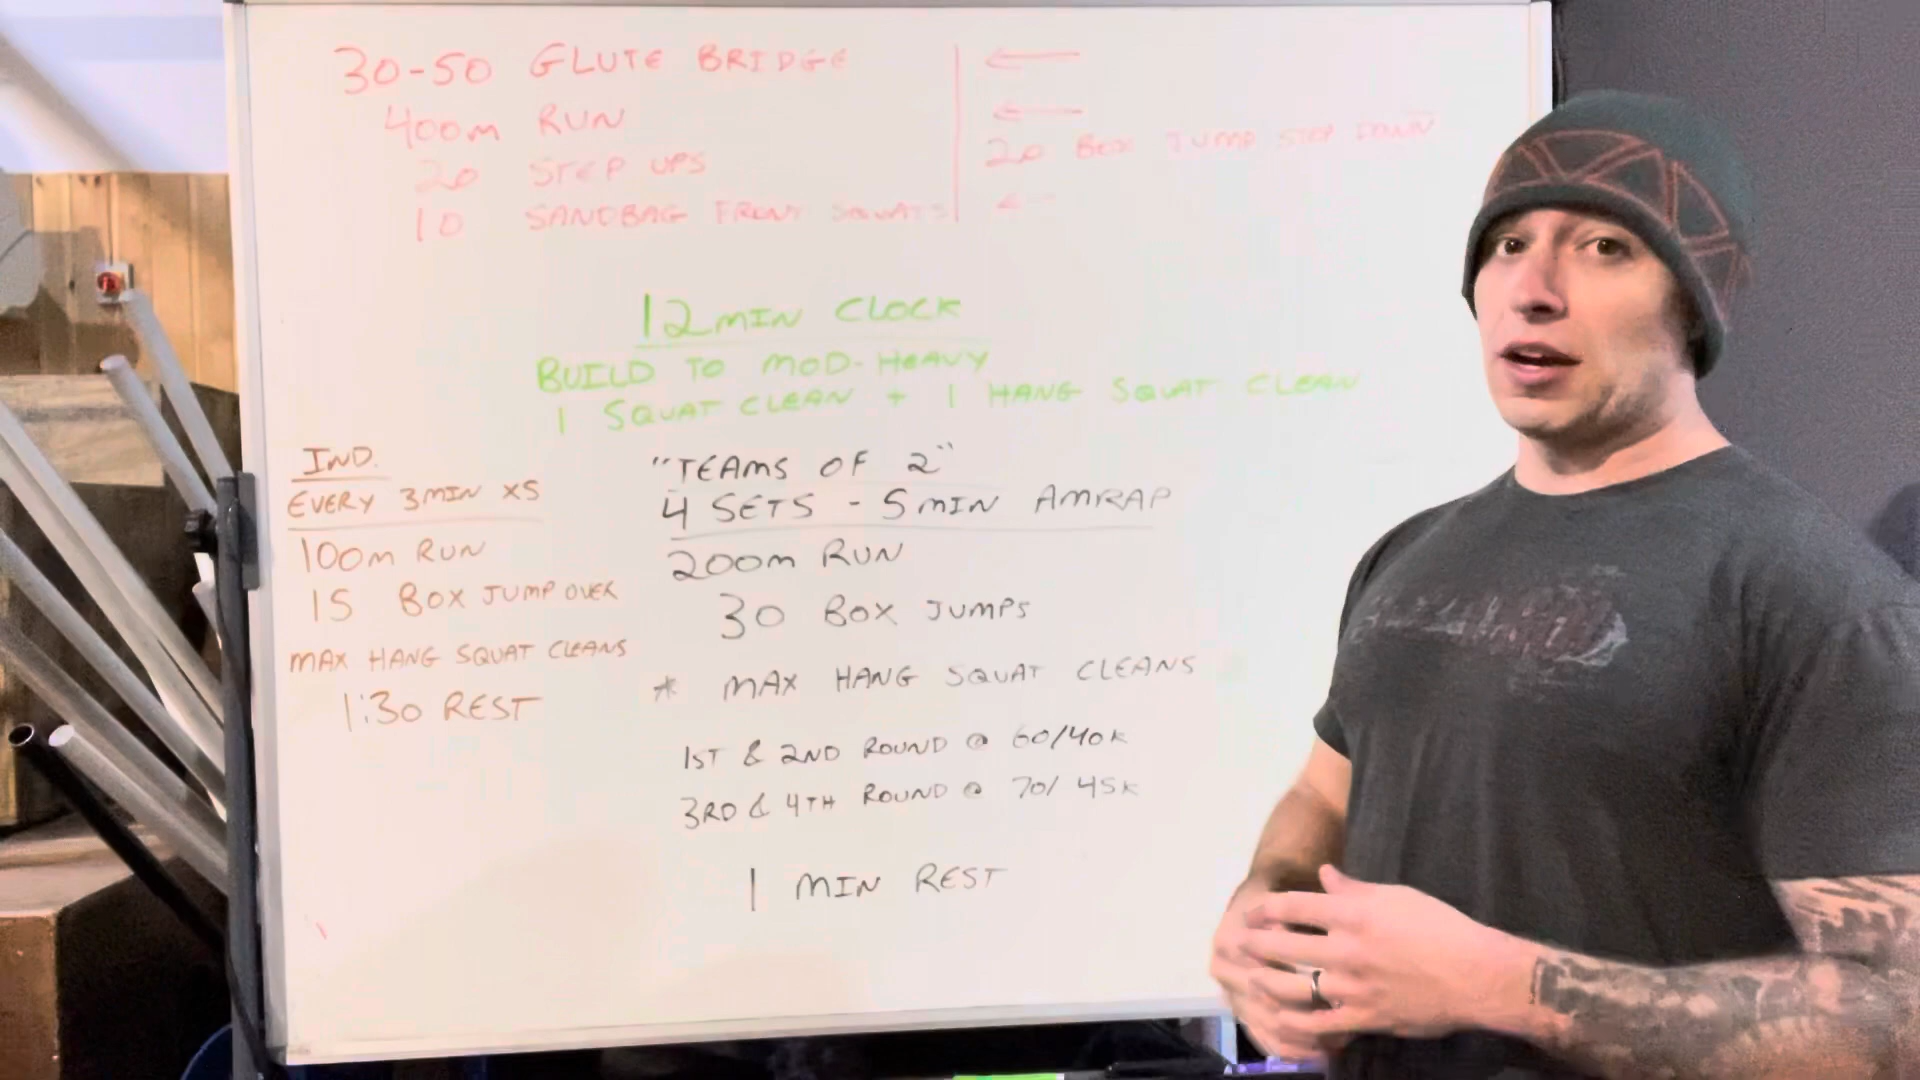 30-50 GLUTE BRIDGE
400m RUN
20 STEP UPS
20 BOX JUMP STEP DOWN
10 SANDBAG FRONT SQUATS
12 MIN CLOCK
BUILD TO MOD-HEAVY
1 SQUAT CLEAN + 1 HANG SQUAT CLEAN
IND.
EVERY 3 MIN X5
100m RUN
15 BOX JUMP OVER
MAX HANG SQUAT CLEANS
1:30 REST
"TEAMS OF 2"
4 SETS - 5 MIN AMRAP
200m RUN
30 BOX JUMPS
* MAX HANG SQUAT CLEANS
1ST & 2ND ROUND @ 60/40K
3RD & 4TH ROUND @ 70/45K
1 MIN REST